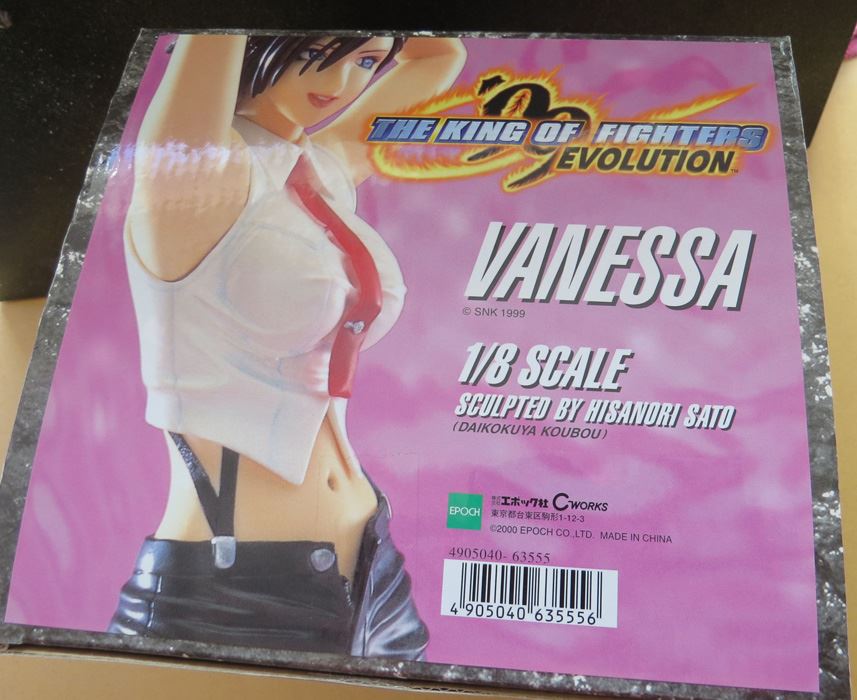 '99
THE KING OF FIGHTERS
EVOLUTION™
VANESSA
© SNK 1999
1/8 SCALE
SCULPTED BY HISANORI SATO
(DAIKOKUYA KOUBOU)
EPOCH
株式会社エポック社 C-WORKS
東京都台東区駒形1-12-3
©2000 EPOCH CO.,LTD. MADE IN CHINA
4905040- 63555
4 905040 635556